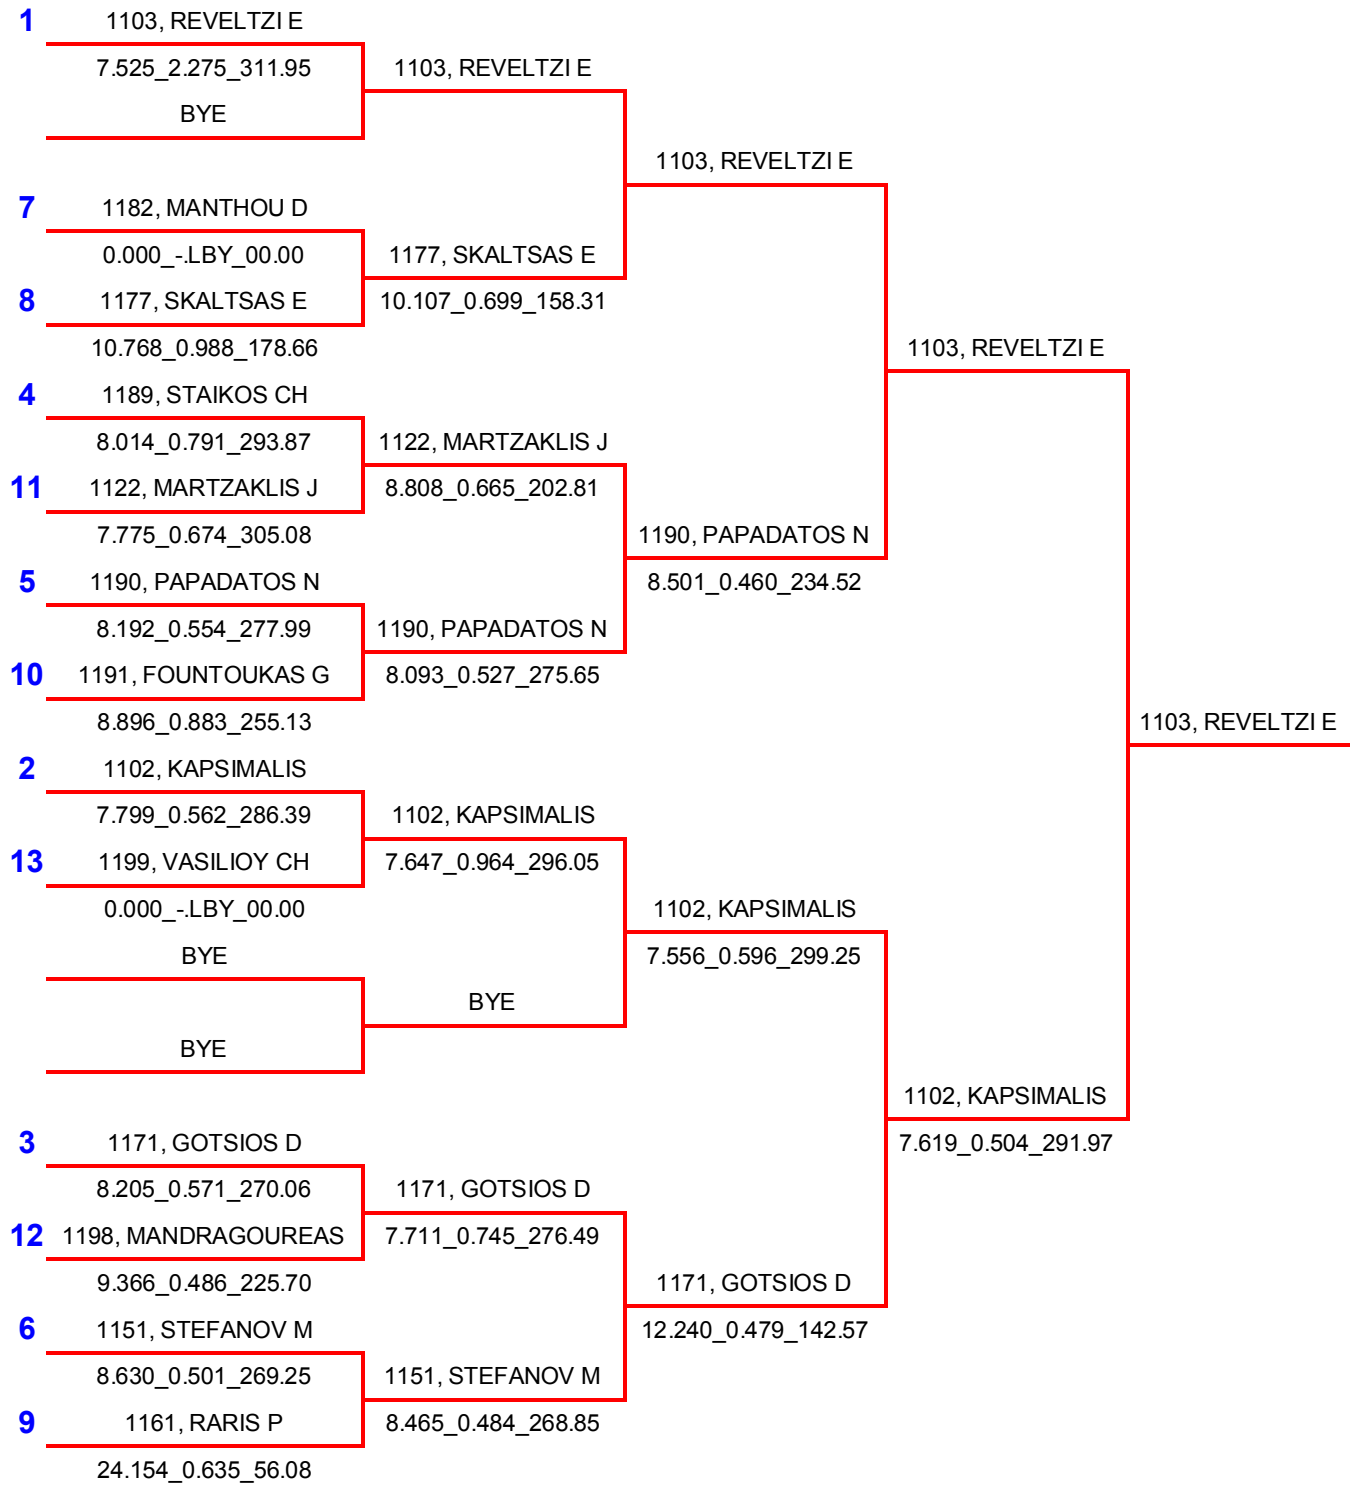 1
1103, REVELTZI E
7.525_2.275_311.95
1103, REVELTZI E
BYE
1103, REVELTZI E
7
1182, MANTHOU D
0.000_-.LBY_00.00
1177, SKALTSAS E
8
1177, SKALTSAS E
10.107_0.699_158.31
10.768_0.988_178.66
1103, REVELTZI E
4
1189, STAIKOS CH
8.014_0.791_293.87
1122, MARTZAKLIS J
11
1122, MARTZAKLIS J
8.808_0.665_202.81
7.775_0.674_305.08
1190, PAPADATOS N
5
1190, PAPADATOS N
8.501_0.460_234.52
8.192_0.554_277.99
1190, PAPADATOS N
10
1191, FOUNTOUKAS G
8.093_0.527_275.65
8.896_0.883_255.13
1103, REVELTZI E
2
1102, KAPSIMALIS
7.799_0.562_286.39
1102, KAPSIMALIS
13
1199, VASILIOY CH
7.647_0.964_296.05
0.000_-.LBY_00.00
1102, KAPSIMALIS
BYE
7.556_0.596_299.25
BYE
BYE
1102, KAPSIMALIS
3
1171, GOTSIOS D
7.619_0.504_291.97
8.205_0.571_270.06
1171, GOTSIOS D
12
1198, MANDRAGOUREAS
7.711_0.745_276.49
9.366_0.486_225.70
1171, GOTSIOS D
6
1151, STEFANOV M
12.240_0.479_142.57
8.630_0.501_269.25
1151, STEFANOV M
9
1161, RARIS P
8.465_0.484_268.85
24.154_0.635_56.08